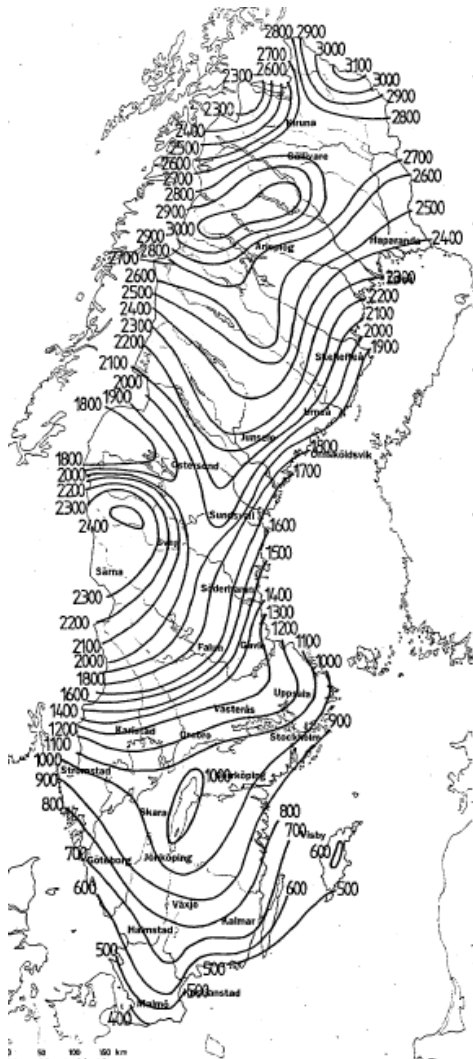 2800 2900
2700 3000
2300 2600 3100
3000
2300 2900
2400 Kiruna 2800
2500
2600 Gällivare 2700
2700 2600
2800
2900 2500
3000
2900 Arjeplog Haparanda 2400
2700 2800
2600 2300
2500 2200
2400 2100
2300 2000
2200 Skellefteå 1900
2100
2000
1900
1800 Umeå
Junsele 1800
Örnsköldsvik
1800 Östersund 1700
2000
2200
2300 Sundsvall 1600
2400
Sveg 1500
Särna
Söderhamn 1400
2300 1300
2200 1200
2100 Falun Gävle 1100
2000 1000
1800
1600 Uppsala
1400 Västerås
1200 Karlstad Örebro 900
1100 Stockholm
1000 Strömstad
900 1000 Norrköping
800 Skara 800
700
700 Visby
Göteborg Jönköping 600
600 600 500
Växjö
Kalmar
Halmstad
500 500
500
Malmö Kristianstad
400
0 50 100 150 km